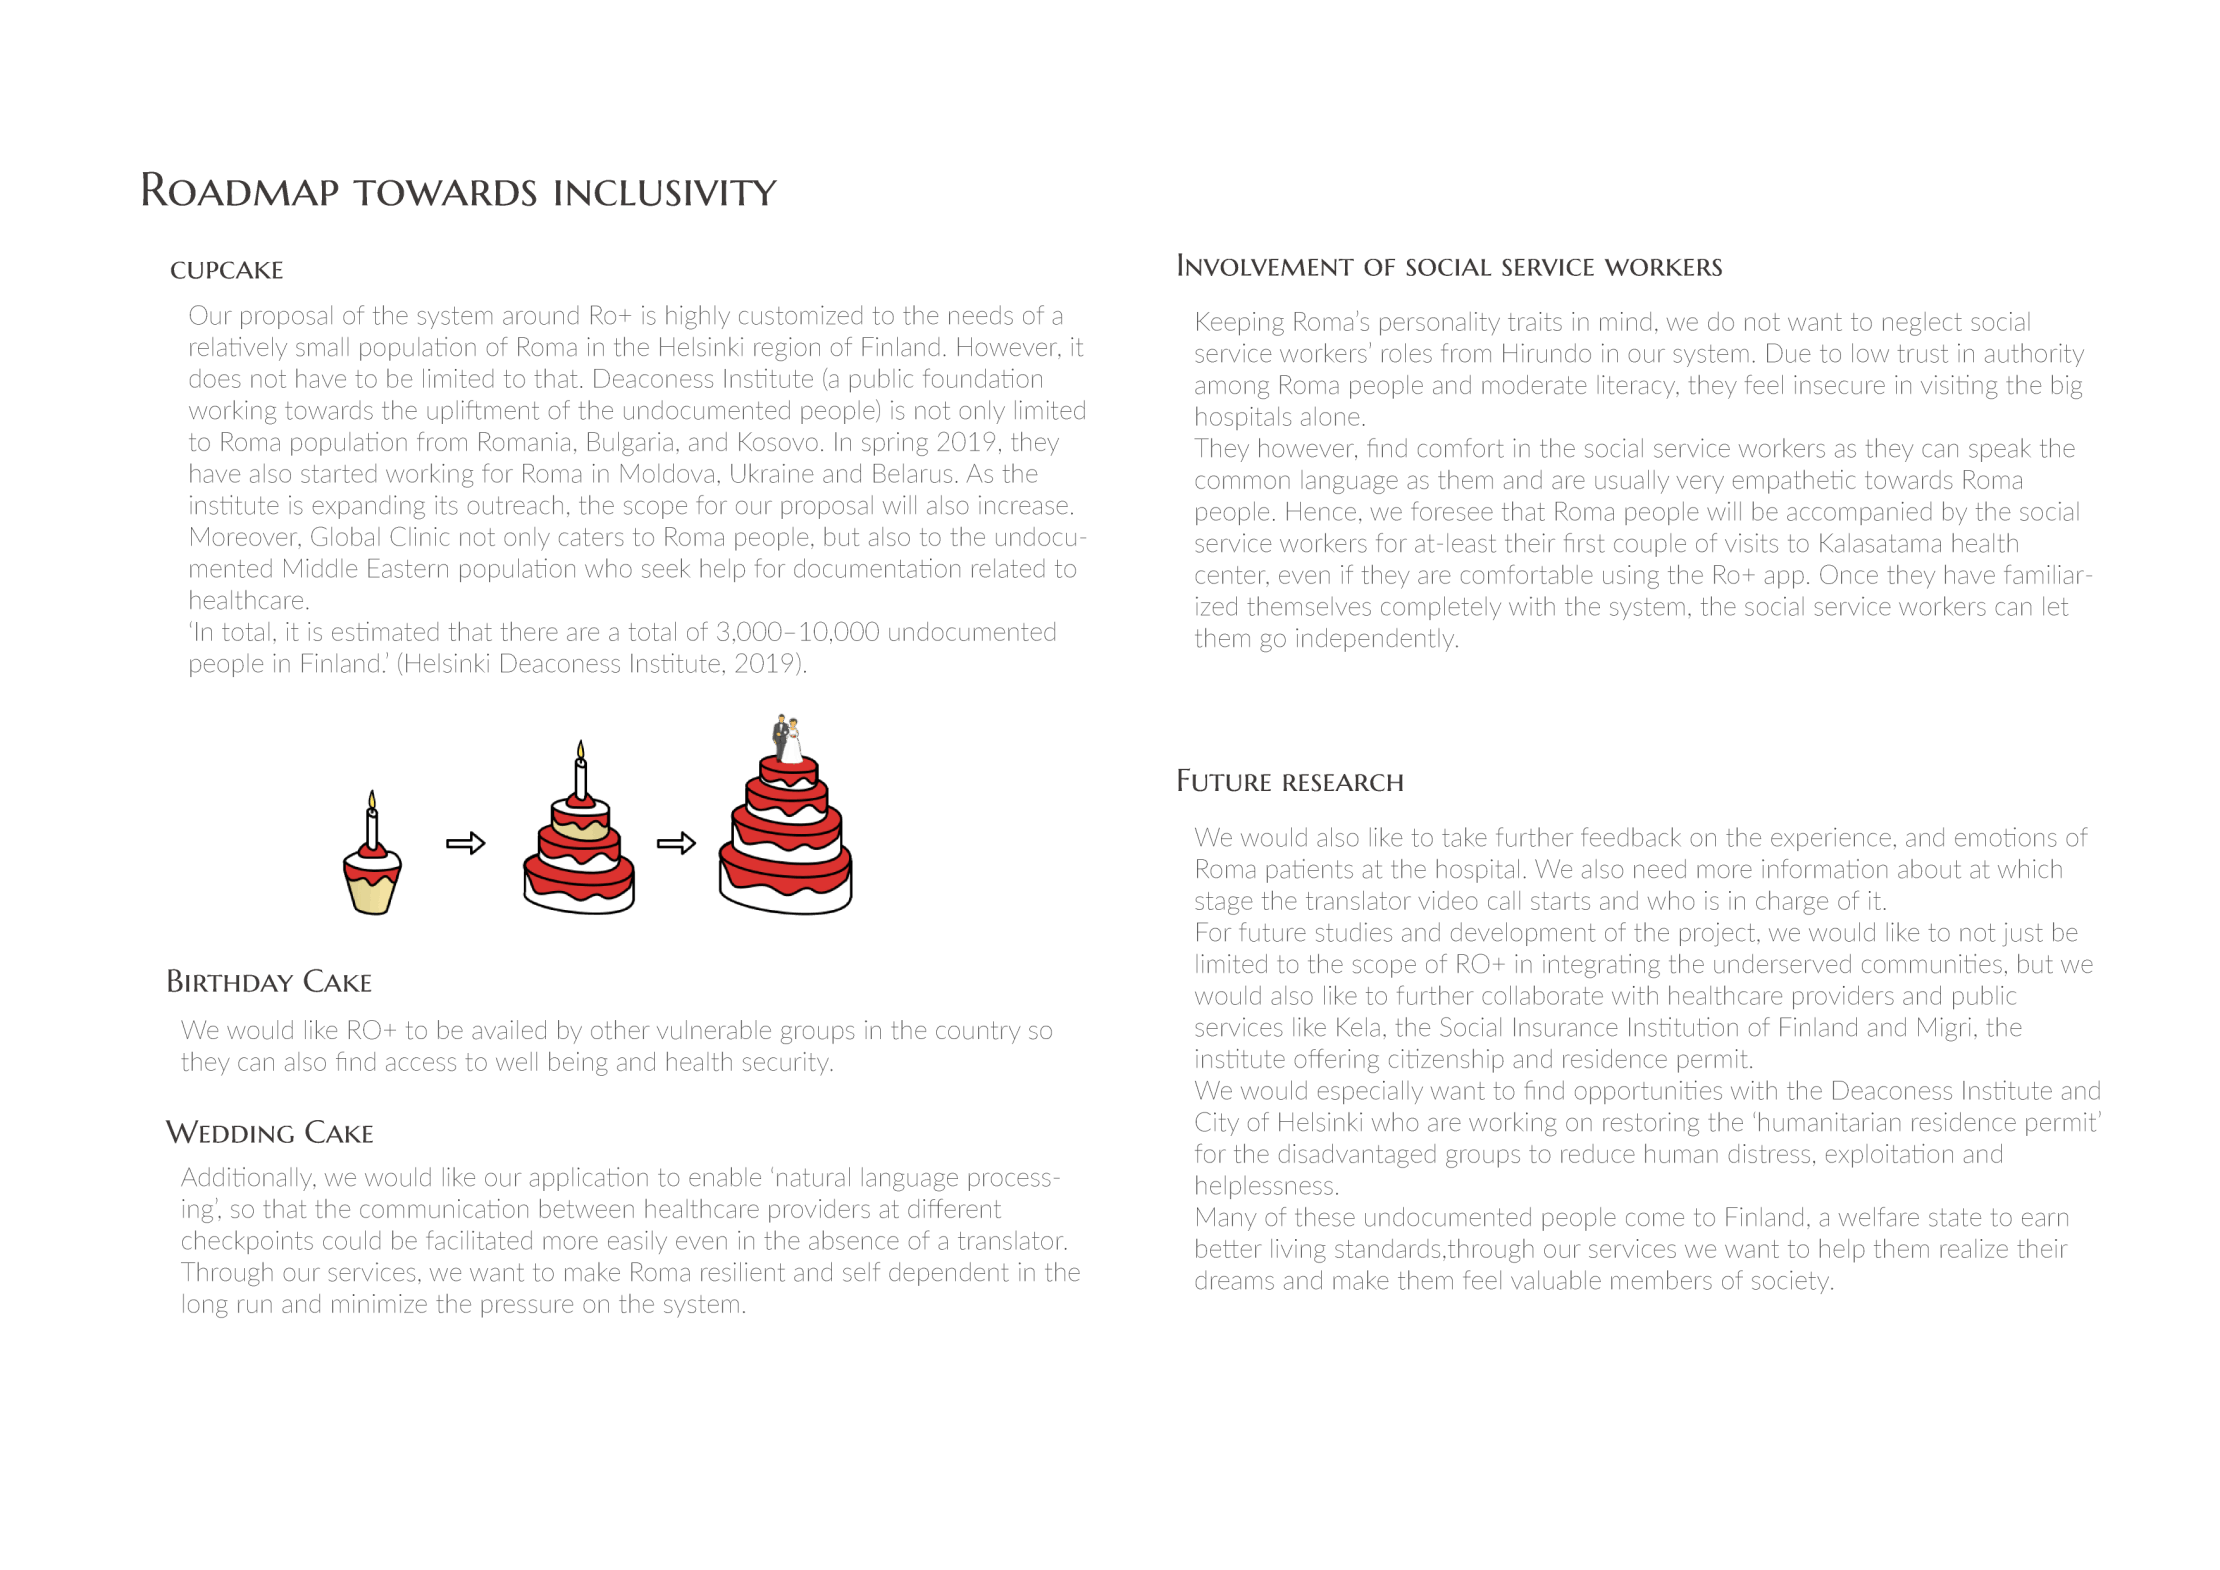 Roadmap towards inclusivity
cupcake
Our proposal of the system around Ro+ is highly customized to the needs of a
relatively small population of Roma in the Helsinki region of Finland. However, it
does not have to be limited to that. Deaconess Institute (a public foundation
working towards the upliftment of the undocumented people) is not only limited
to Roma population from Romania, Bulgaria, and Kosovo. In spring 2019, they
have also started working for Roma in Moldova, Ukraine and Belarus. As the
institute is expanding its outreach, the scope for our proposal will also increase.
Moreover, Global Clinic not only caters to Roma people, but also to the undocu-
mented Middle Eastern population who seek help for documentation related to
healthcare.
‘In total, it is estimated that there are a total of 3,000–10,000 undocumented
people in Finland.’ (Helsinki Deaconess Institute, 2019).
Birthday Cake
We would like RO+ to be availed by other vulnerable groups in the country so
they can also find access to well being and health security.
Wedding Cake
Additionally, we would like our application to enable ‘natural language process-
ing’, so that the communication between healthcare providers at different
checkpoints could be facilitated more easily even in the absence of a translator.
Through our services, we want to make Roma resilient and self dependent in the
long run and minimize the pressure on the system.
Involvement of social service workers
Keeping Roma’s personality traits in mind, we do not want to neglect social
service workers’ roles from Hirundo in our system. Due to low trust in authority
among Roma people and moderate literacy, they feel insecure in visiting the big
hospitals alone.
They however, find comfort in the social service workers as they can speak the
common language as them and are usually very empathetic towards Roma
people. Hence, we foresee that Roma people will be accompanied by the social
service workers for at-least their first couple of visits to Kalasatama health
center, even if they are comfortable using the Ro+ app. Once they have familiar-
ized themselves completely with the system, the social service workers can let
them go independently.
Future research
We would also like to take further feedback on the experience, and emotions of
Roma patients at the hospital. We also need more information about at which
stage the translator video call starts and who is in charge of it.
For future studies and development of the project, we would like to not just be
limited to the scope of RO+ in integrating the underserved communities, but we
would also like to further collaborate with healthcare providers and public
services like Kela, the Social Insurance Institution of Finland and Migri, the
institute offering citizenship and residence permit.
We would especially want to find opportunities with the Deaconess Institute and
City of Helsinki who are working on restoring the ‘humanitarian residence permit’
for the disadvantaged groups to reduce human distress, exploitation and
helplessness.
Many of these undocumented people come to Finland, a welfare state to earn
better living standards,through our services we want to help them realize their
dreams and make them feel valuable members of society.